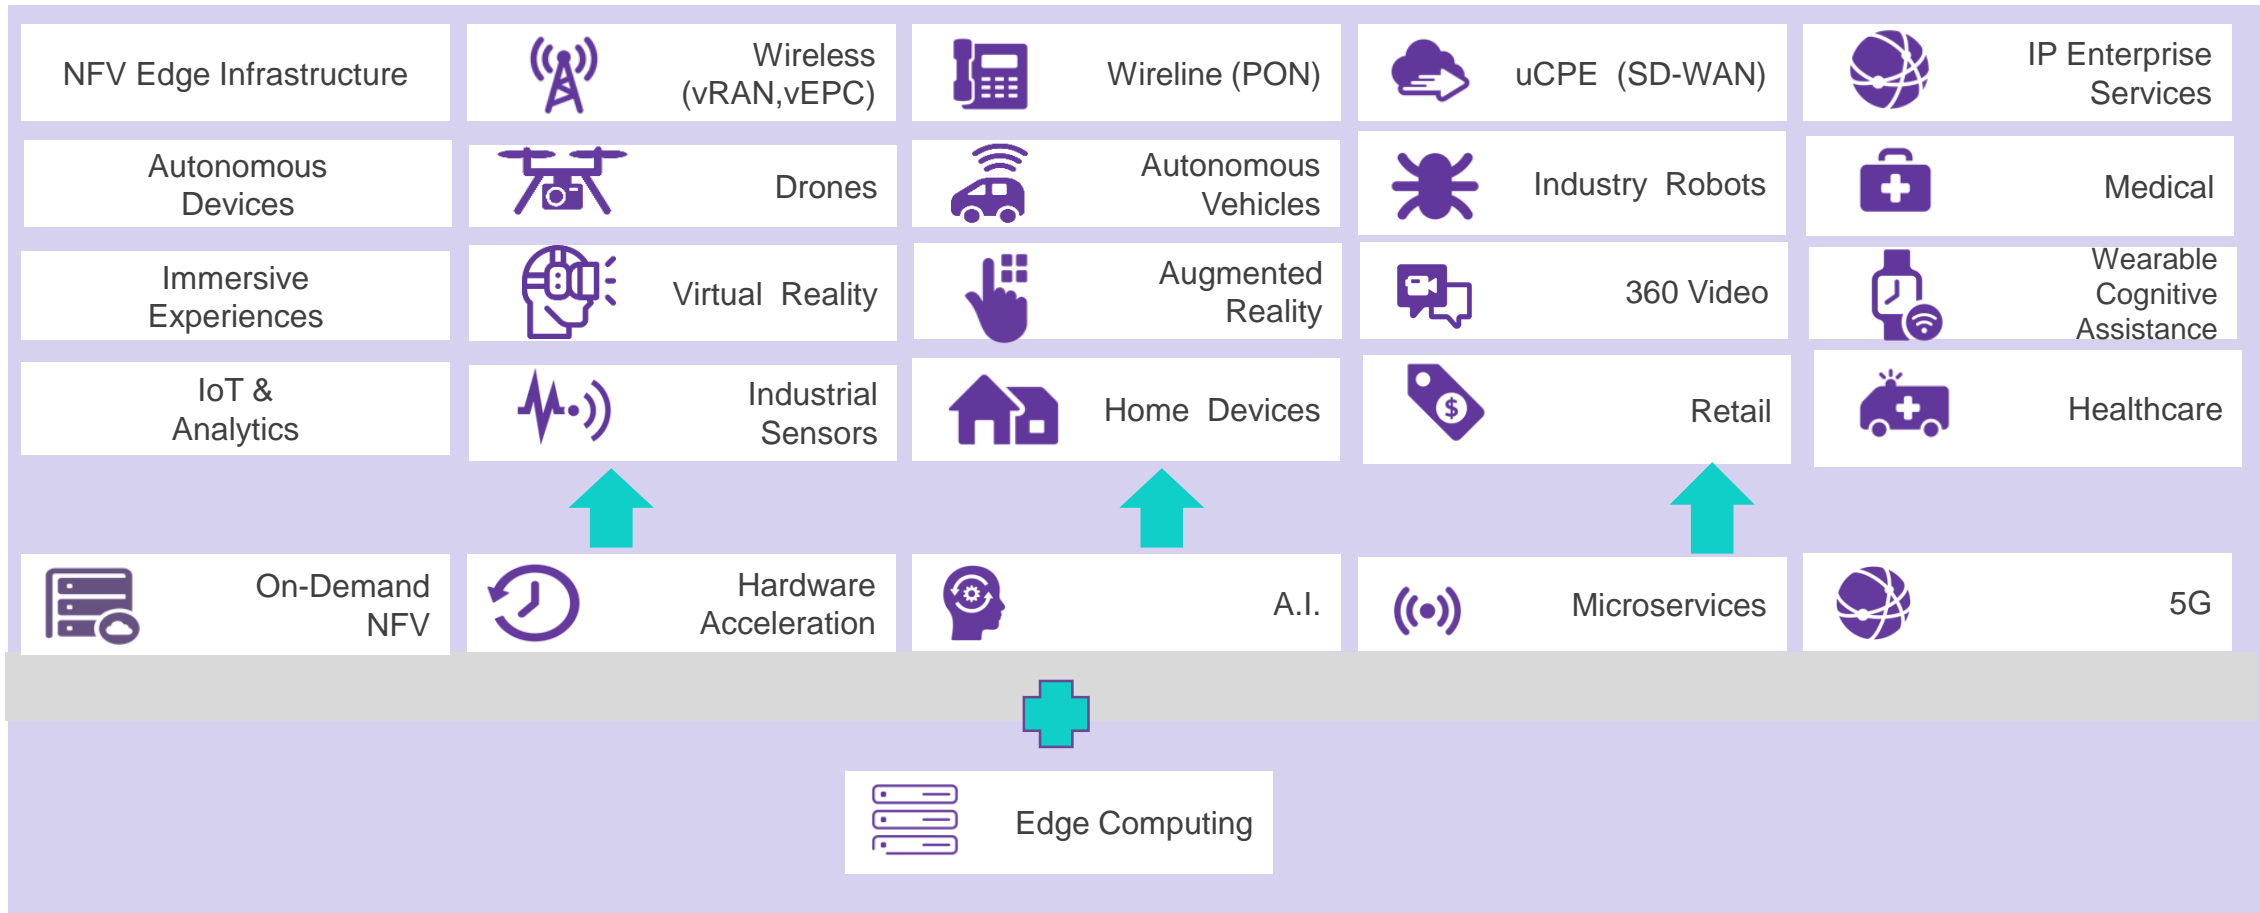 NFV Edge Infrastructure
Wireless
(vRAN,vEPC)
Wireline (PON)
uCPE (SD-WAN)
IP Enterprise
Services
Autonomous
Devices
Drones
Autonomous
Vehicles
Industry Robots
Medical
Immersive
Experiences
Virtual Reality
Augmented
Reality
360 Video
Wearable
Cognitive
Assistance
IoT &
Analytics
Industrial
Sensors
Home Devices
$
Retail
Healthcare
On-Demand
NFV
Hardware
Acceleration
A.I.
Microservices
5G
Edge Computing